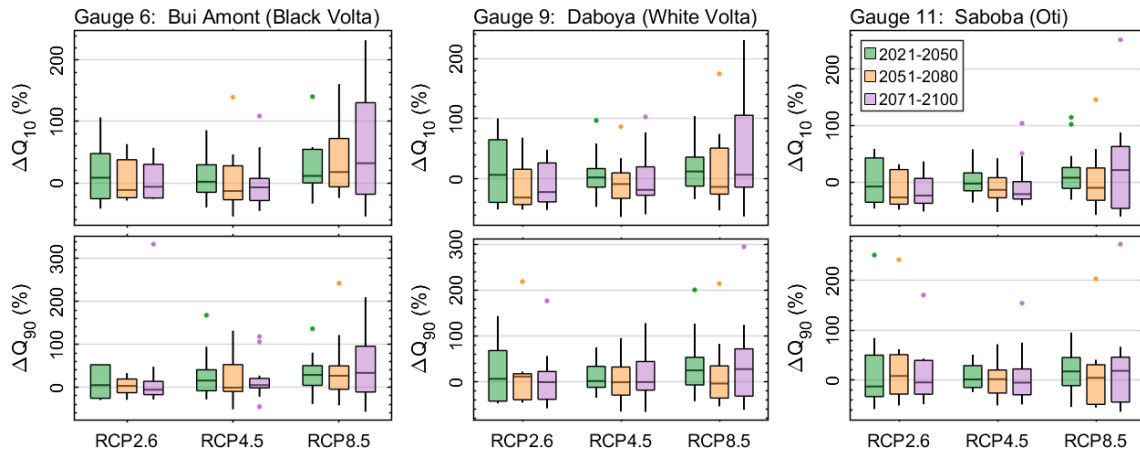 Gauge 6: Bui Amont (Black Volta)
Gauge 9: Daboya (White Volta)
Gauge 11: Saboba (Oti)
ΔQ10 (%)
200
100
0
ΔQ10 (%)
200
100
0
ΔQ10 (%)
200
100
0
2021-2050
2051-2080
2071-2100
ΔQ90 (%)
300
200
100
0
ΔQ90 (%)
300
200
100
0
ΔQ90 (%)
200
100
0
RCP2.6 RCP4.5 RCP8.5
RCP2.6 RCP4.5 RCP8.5
RCP2.6 RCP4.5 RCP8.5